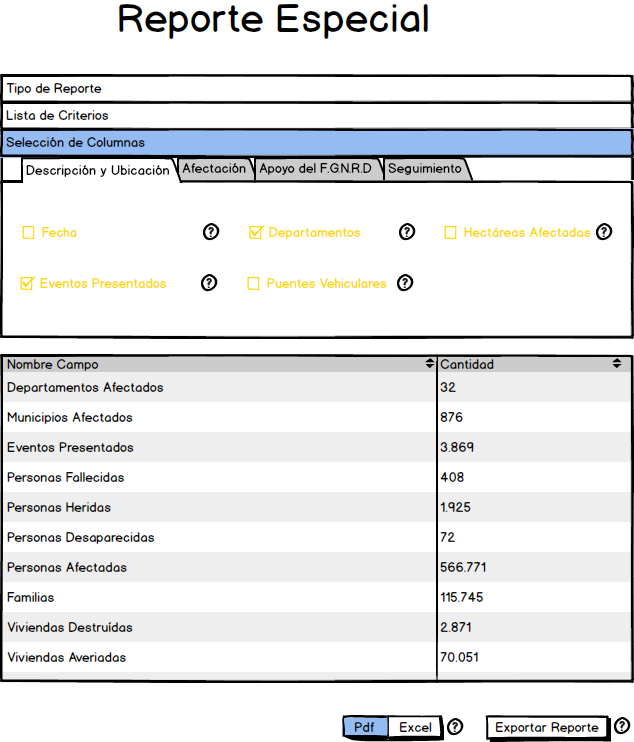 Reporte Especial
Tipo de Reporte
Lista de Criterios
Selección de Columnas
Descripción y Ubicación Afectación Apoyo del F.G.N.R.D Seguimiento
Fecha ? Departamentos ? Hectáreas Afectadas ?
Eventos Presentados ? Puentes Vehiculares ?
Nombre Campo Cantidad
Departamentos Afectados 32
Municipios Afectados 876
Eventos Presentados 3.869
Personas Fallecidas 408
Personas Heridas 1.925
Personas Desaparecidas 72
Personas Afectadas 566.771
Familias 115.745
Viviendas Destruídas 2.871
Viviendas Averiadas 70.051
Pdf Excel ? Exportar Reporte ?